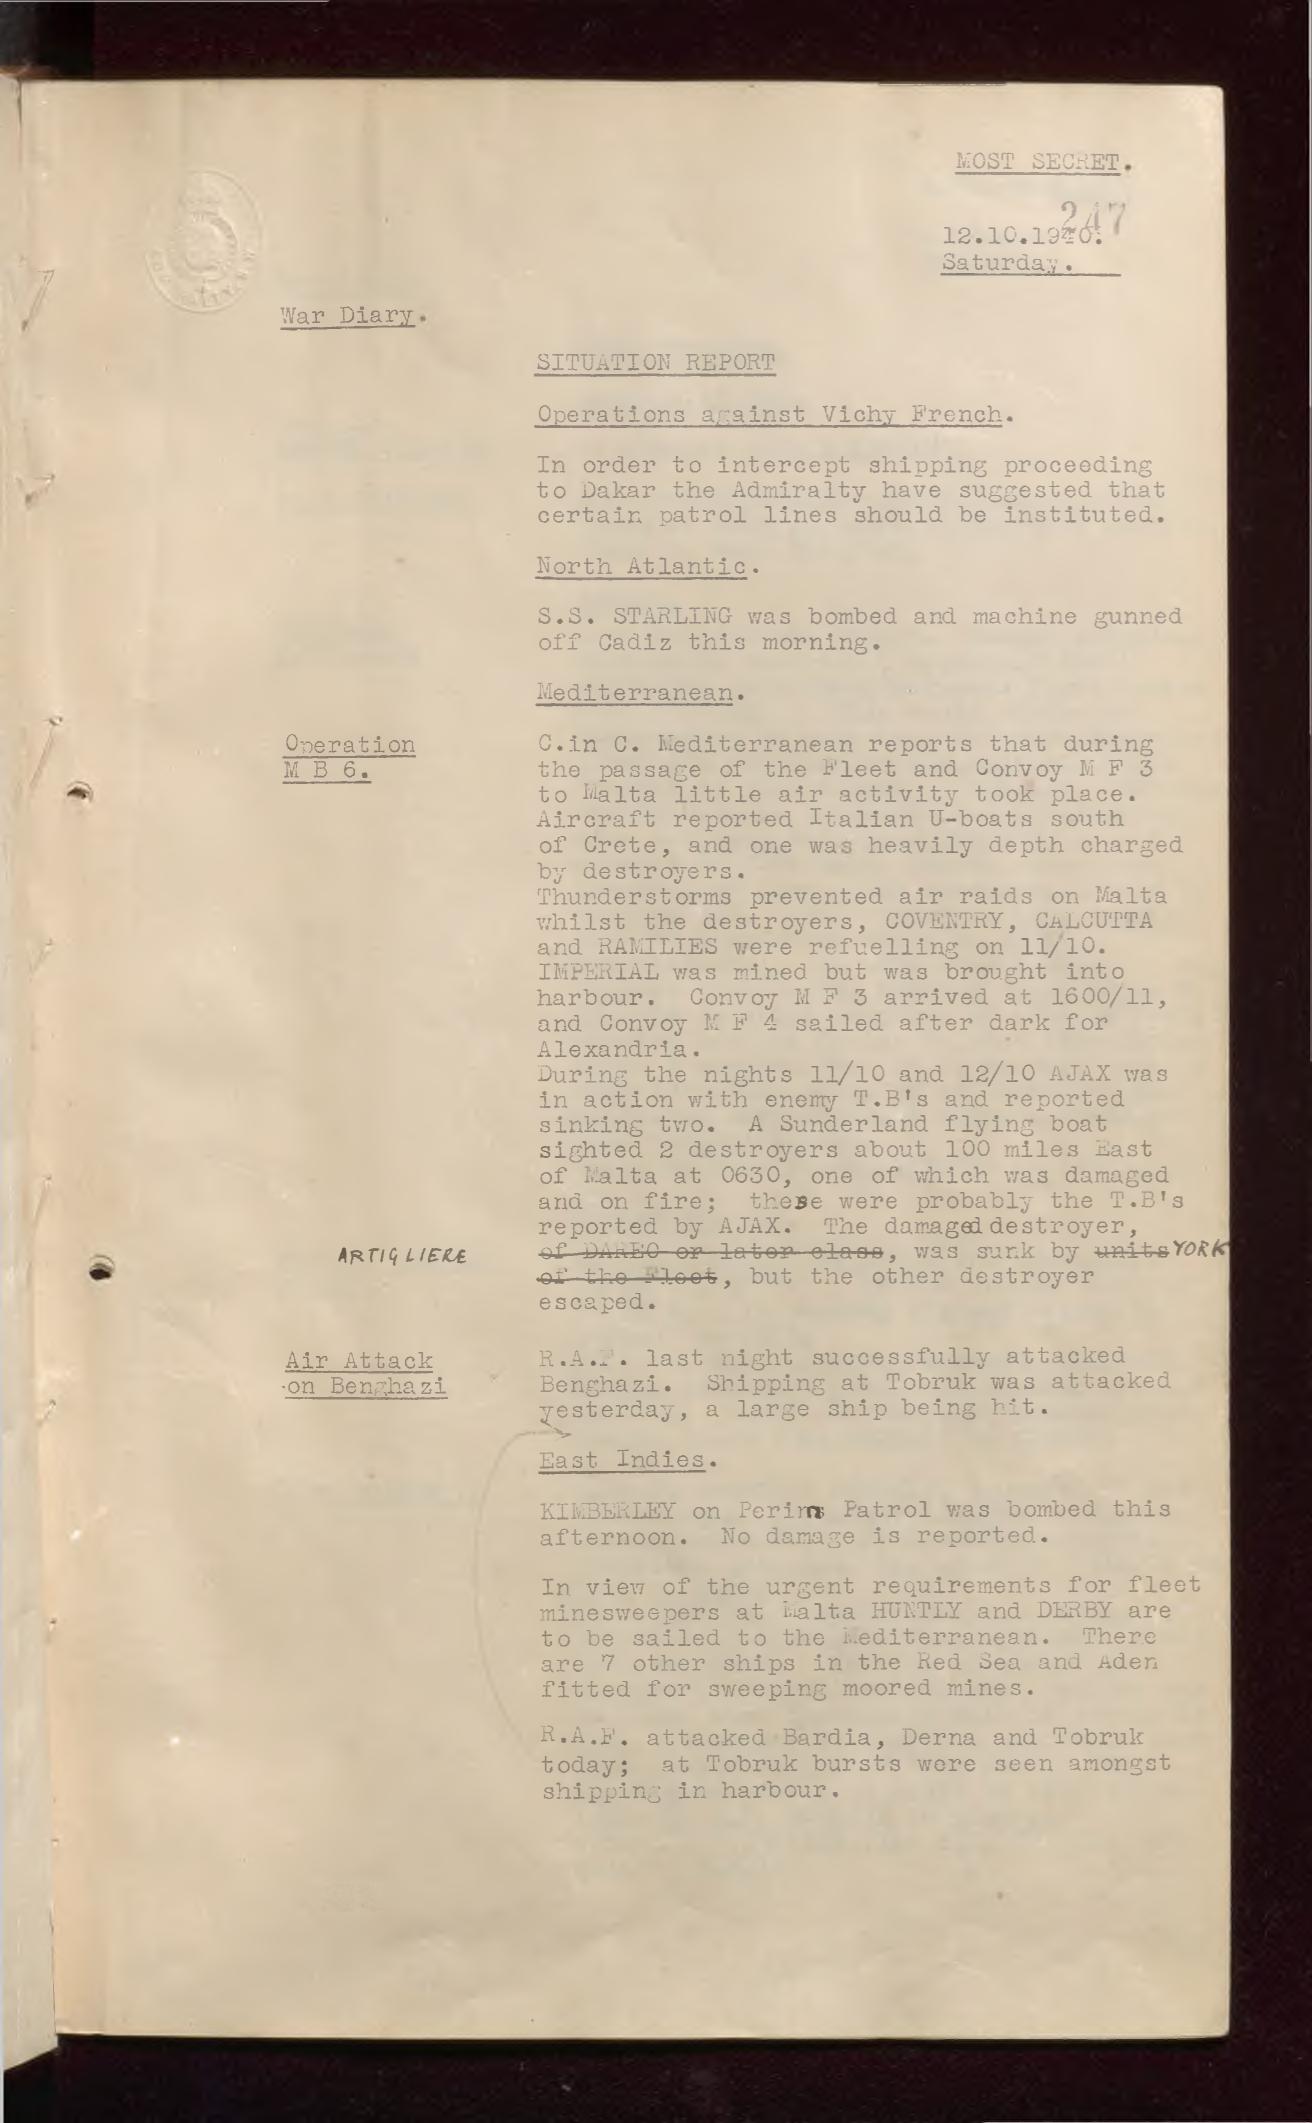 MOST SECRET.
247
12.10.1940.
Saturday.
War Diary.
SITUATION REPORT
Operations against Vichy French.
In order to intercept shipping proceeding
to Dakar the Admiralty have suggested that
certain patrol lines should be instituted.
North Atlantic.
S.S. STARLING was bombed and machine gunned
off Cadiz this morning.
Mediterranean.
Operation
M B 6.
C.in C. Mediterranean reports that during
the passage of the Fleet and Convoy M F 3
to Malta little air activity took place.
Aircraft reported Italian U-boats south
of Crete, and one was heavily depth charged
by destroyers.
Thunderstorms prevented air raids on Malta
whilst the destroyers, COVENTRY, CALCUTTA
and RAMILIES were refuelling on 11/10.
IMPERIAL was mined but was brought into
harbour. Convoy M F 3 arrived at 1600/11,
and Convoy M F 4 sailed after dark for
Alexandria.
During the nights 11/10 and 12/10 AJAX was
in action with enemy T.B's and reported
sinking two. A Sunderland flying boat
sighted 2 destroyers about 100 miles East
of Malta at 0630, one of which was damaged
and on fire; these were probably the T.B's
reported by AJAX. The damaged destroyer,
ARTIGLIERE of DAREO or later class, was sunk by units YORK
of the Fleet, but the other destroyer
escaped.
Air Attack
on Benghazi
R.A.F. last night successfully attacked
Benghazi. Shipping at Tobruk was attacked
yesterday, a large ship being hit.
East Indies.
KIMBERLEY on Perim Patrol was bombed this
afternoon. No damage is reported.
In view of the urgent requirements for fleet
minesweepers at Malta HUNTLY and DERBY are
to be sailed to the Mediterranean. There
are 7 other ships in the Red Sea and Aden
fitted for sweeping moored mines.
R.A.F. attacked Bardia, Derna and Tobruk
today; at Tobruk bursts were seen amongst
shipping in harbour.